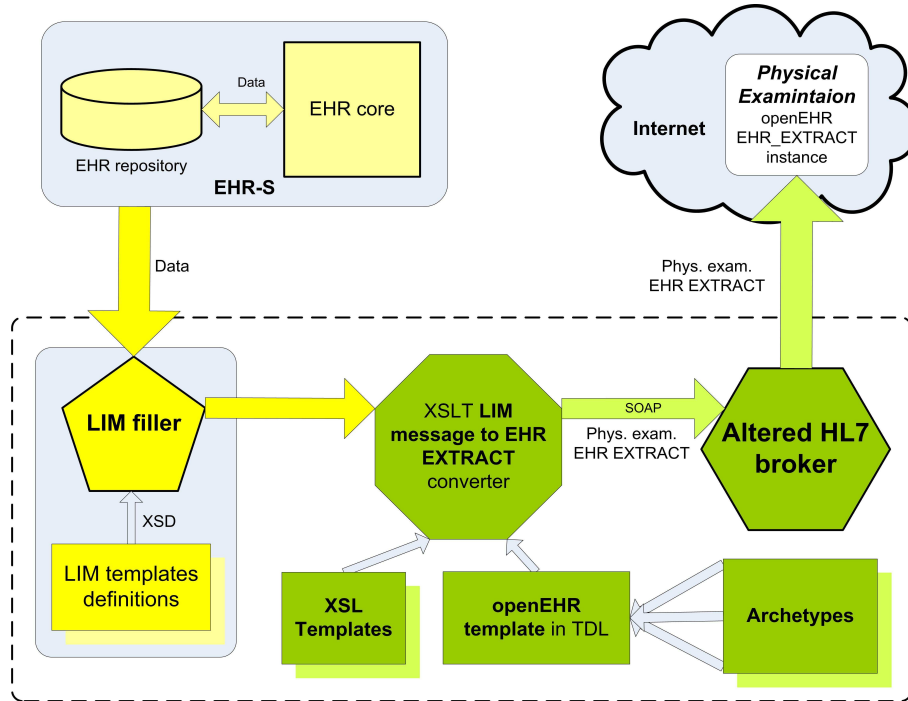 Data
EHR core
EHR repository
EHR-S
Physical
Examintaion
openEHR
EHR_EXTRACT
instance
Internet
Data
Phys. exam.
EHR EXTRACT
LIM filler
XSLT LIM
message to EHR
EXTRACT
converter
SOAP
Phys. exam.
EHR EXTRACT
Altered HL7
broker
XSD
LIM templates
definitions
XSL
Templates
openEHR
template in TDL
Archetypes